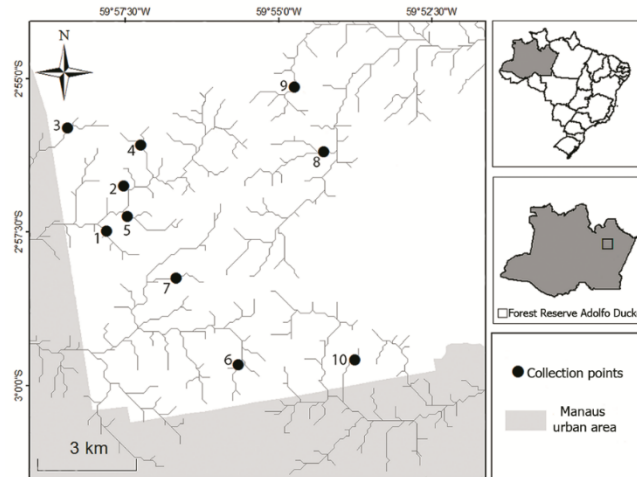 59°57'30"W 59°55'0"W 59°52'30"W
N
2°55'0"S
2°57'30"S
3°0'0"S
9
3
4
8
2
5
1
7
6
10
3 km
Forest Reserve Adolfo Ducke
Collection points
Manaus
urban area